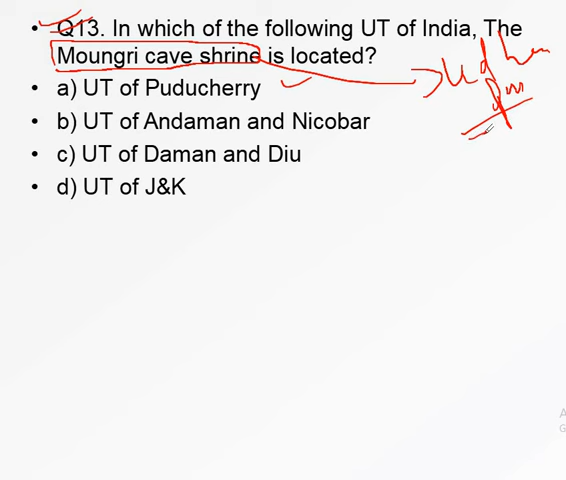 • Q13. In which of the following UT of India, The
Moungri cave shrine is located?
• a) UT of Puducherry
• b) UT of Andaman and Nicobar
• c) UT of Daman and Diu
• d) UT of J&K
Udham
A
G